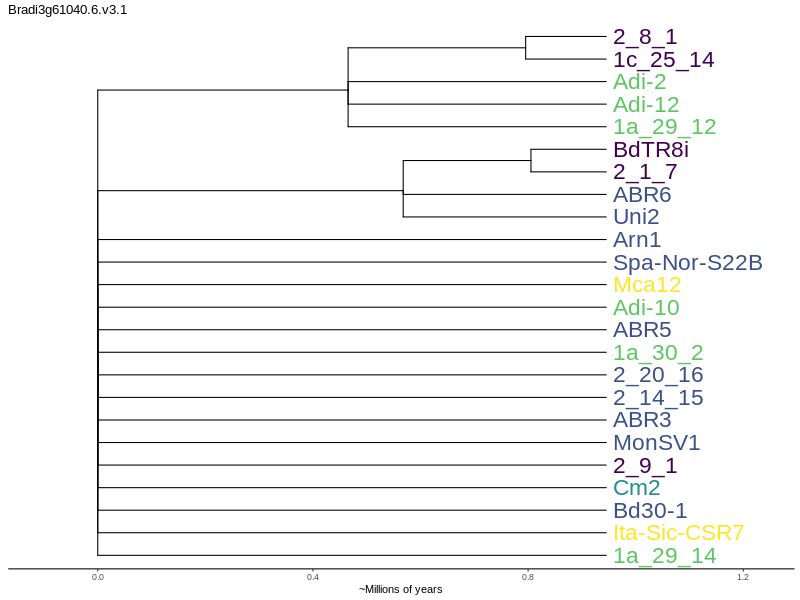 Bradi3g61040.6.v3.1
2_8_1
1c_25_14
Adi-2
Adi-12
1a_29_12
BdTR8i
2_1_7
ABR6
Uni2
Arn1
Spa-Nor-S22B
Mca12
Adi-10
ABR5
1a_30_2
2_20_16
2_14_15
ABR3
MonSV1
2_9_1
Cm2
Bd30-1
Ita-Sic-CSR7
1a_29_14
0.0 0.4 0.8 1.2
~Millions of years